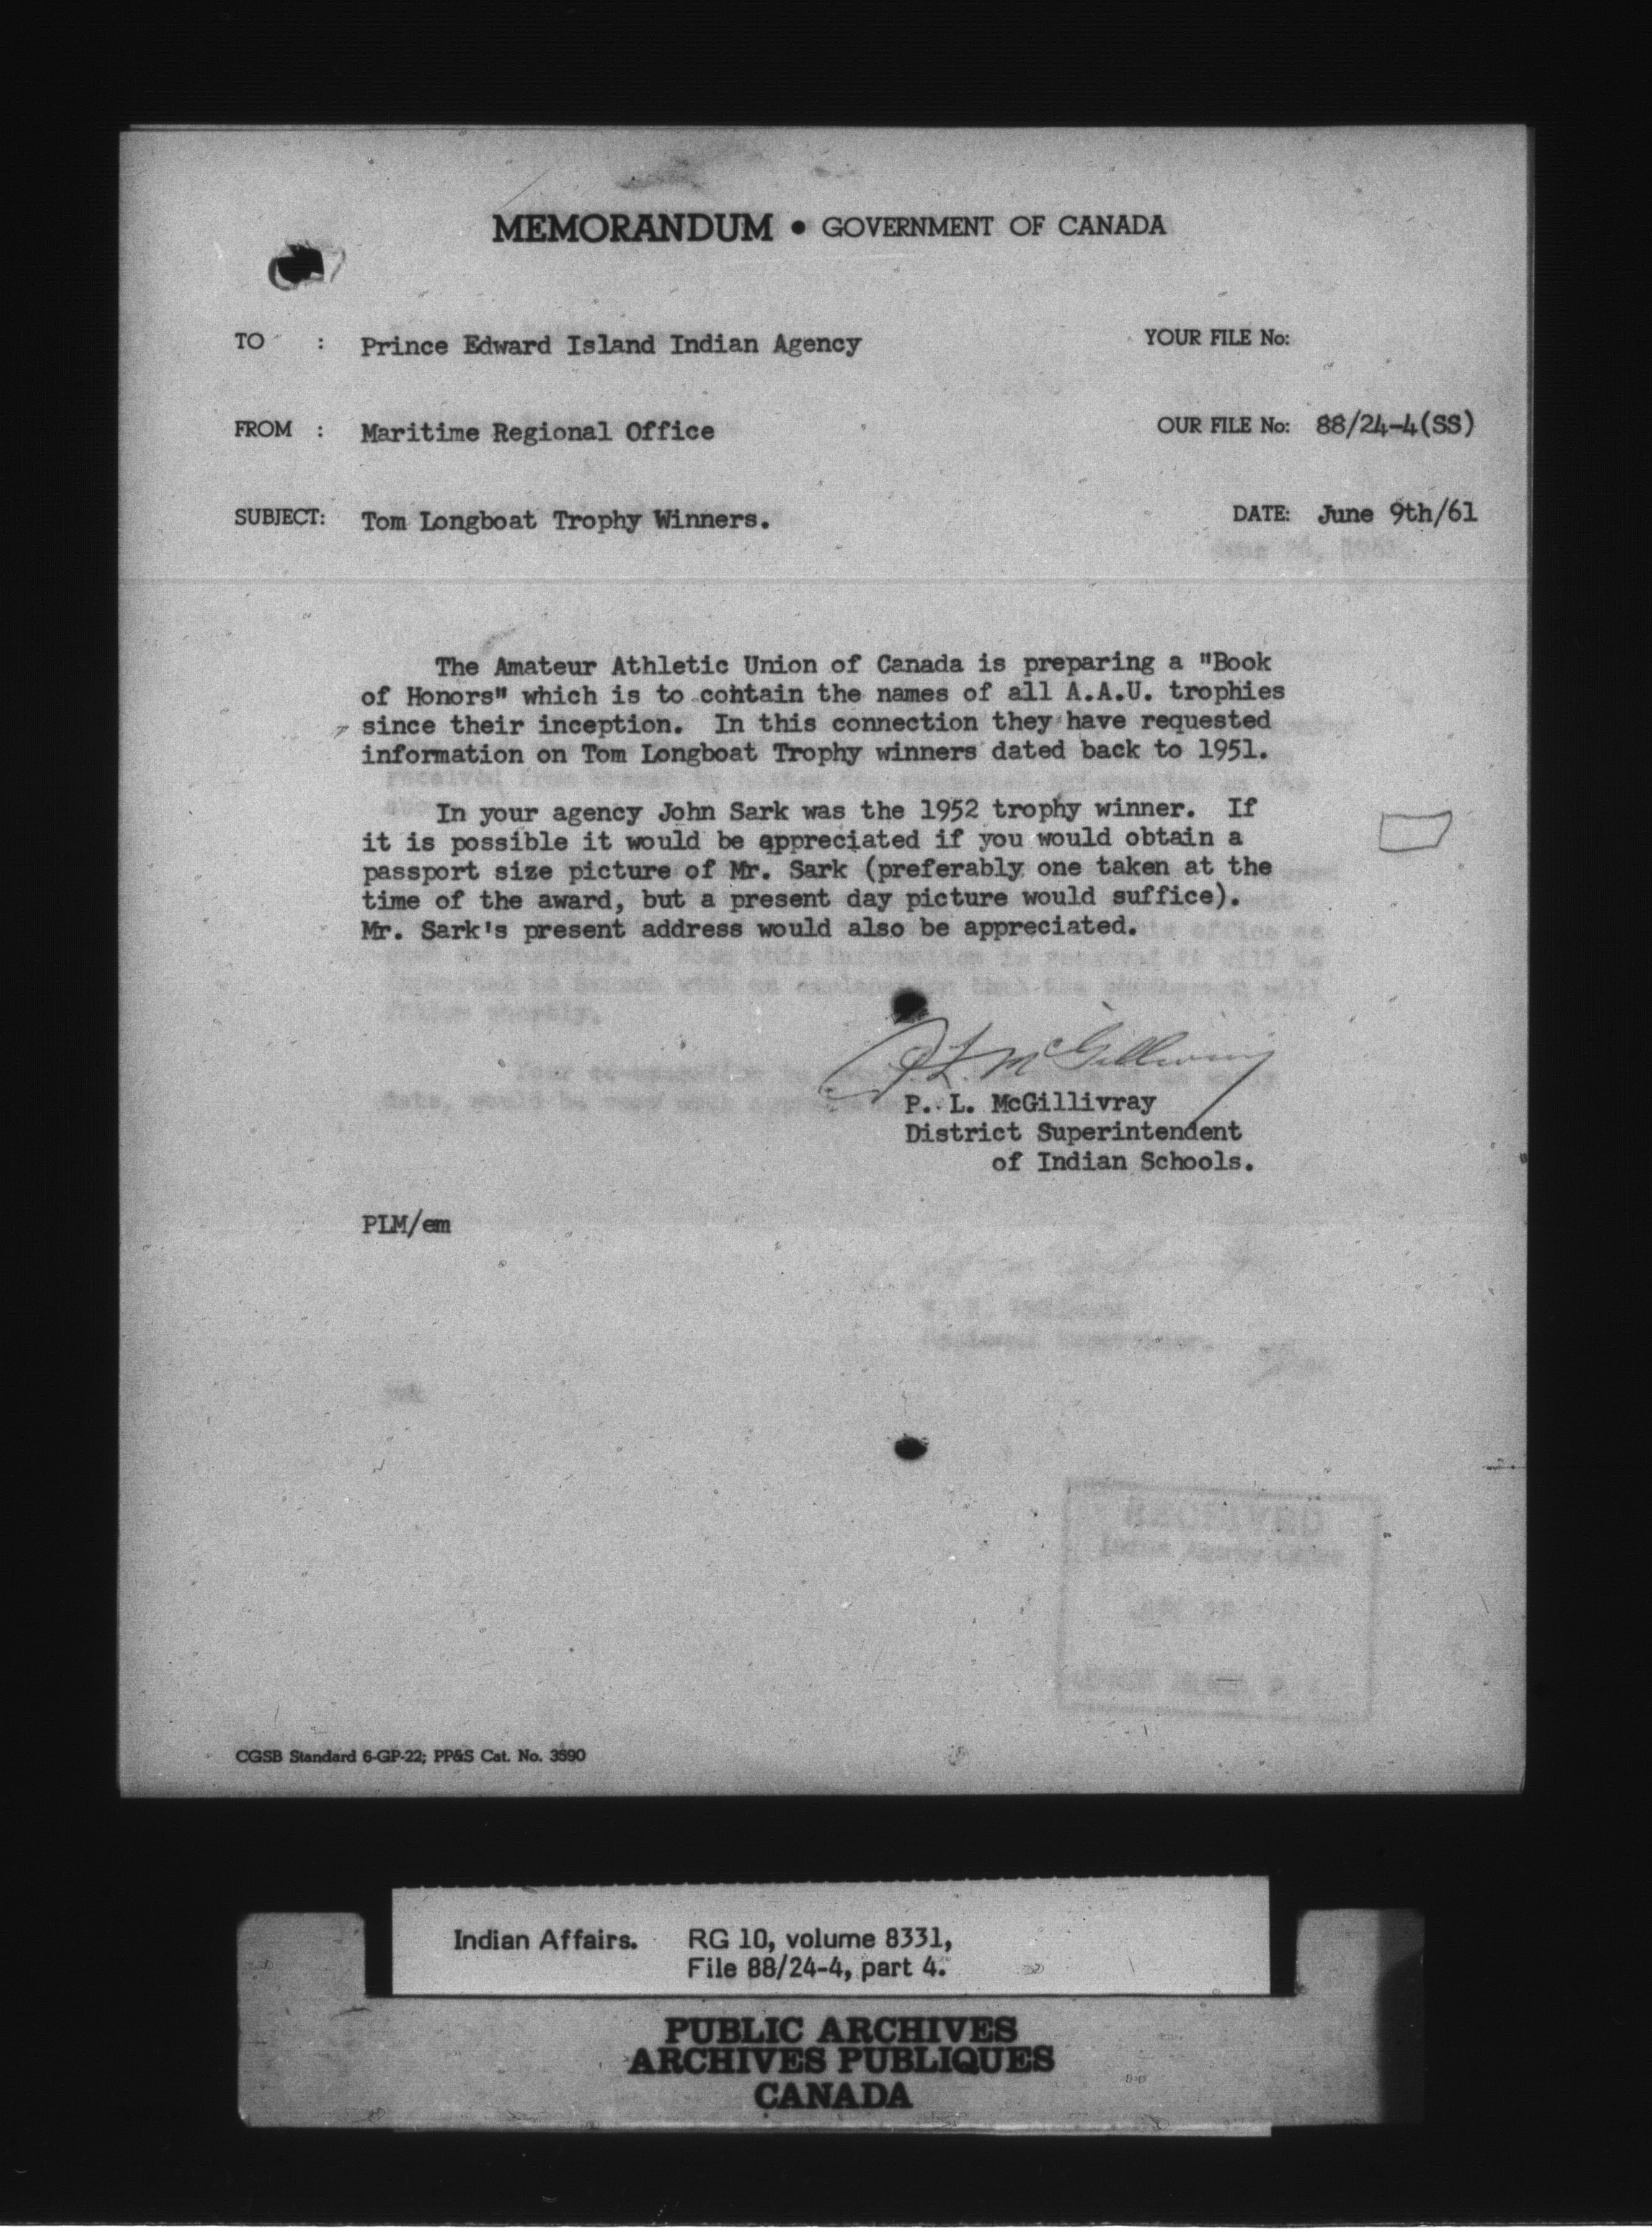 MEMORANDUM • GOVERNMENT OF CANADA
TO : Prince Edward Island Indian Agency
YOUR FILE No:
FROM : Maritime Regional Office
OUR FILE No: 88/24-4(SS)
SUBJECT: Tom Longboat Trophy Winners.
DATE: June 9th/61
The Amateur Athletic Union of Canada is preparing a "Book
of Honors" which is to contain the names of all A.A.U. trophies
since their inception. In this connection they have requested
information on Tom Longboat Trophy winners dated back to 1951.
In your agency John Sark was the 1952 trophy winner. If
it is possible it would be appreciated if you would obtain a
passport size picture of Mr. Sark (preferably one taken at the
time of the award, but a present day picture would suffice).
Mr. Sark's present address would also be appreciated.
P. L. McGillivray
P. L. McGillivray
District Superintendent
of Indian Schools.
PLM/em
RECEIVED
CGSB Standard 6-GP-22; PP&S Cat. No. 3590
Indian Affairs. RG 10, volume 8331,
File 88/24-4, part 4.
PUBLIC ARCHIVES
ARCHIVES PUBLIQUES
CANADA